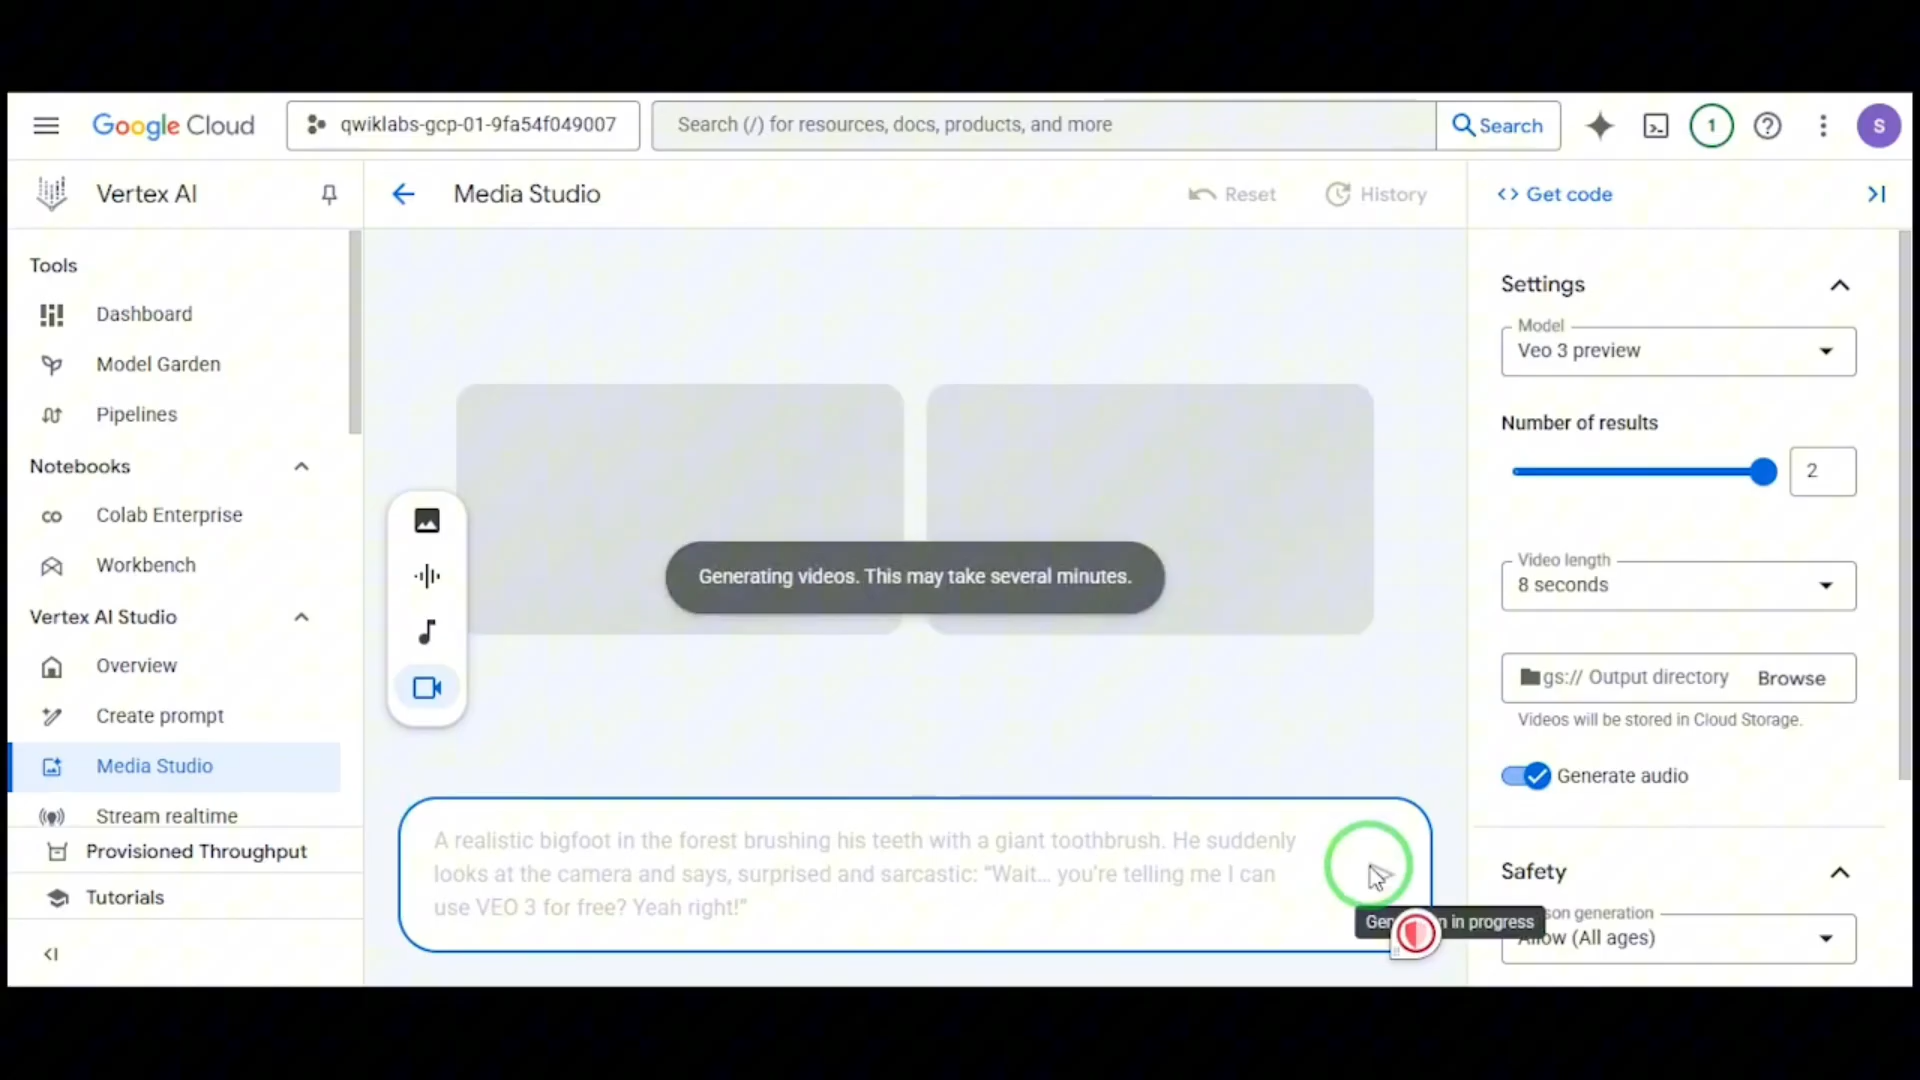 Google Cloud
qwiklabs-gcp-01-9fa54f049007
Search (/) for resources, docs, products, and more
Search
1
S
Vertex AI
Media Studio
Reset
History
<> Get code
Tools
Dashboard
Model Garden
Pipelines
Notebooks
Colab Enterprise
Workbench
Vertex AI Studio
Overview
Create prompt
Media Studio
Stream realtime
Provisioned Throughput
Tutorials
Generating videos. This may take several minutes.
A realistic bigfoot in the forest brushing his teeth with a giant toothbrush. He suddenly
looks at the camera and says, surprised and sarcastic: “Wait... you’re telling me I can
use VEO 3 for free? Yeah right!”
in progress
Settings
Model
Veo 3 preview
Number of results
2
Video length
8 seconds
gs:// Output directory
Browse
Videos will be stored in Cloud Storage.
Generate audio
Safety
generation
Allow (All ages)